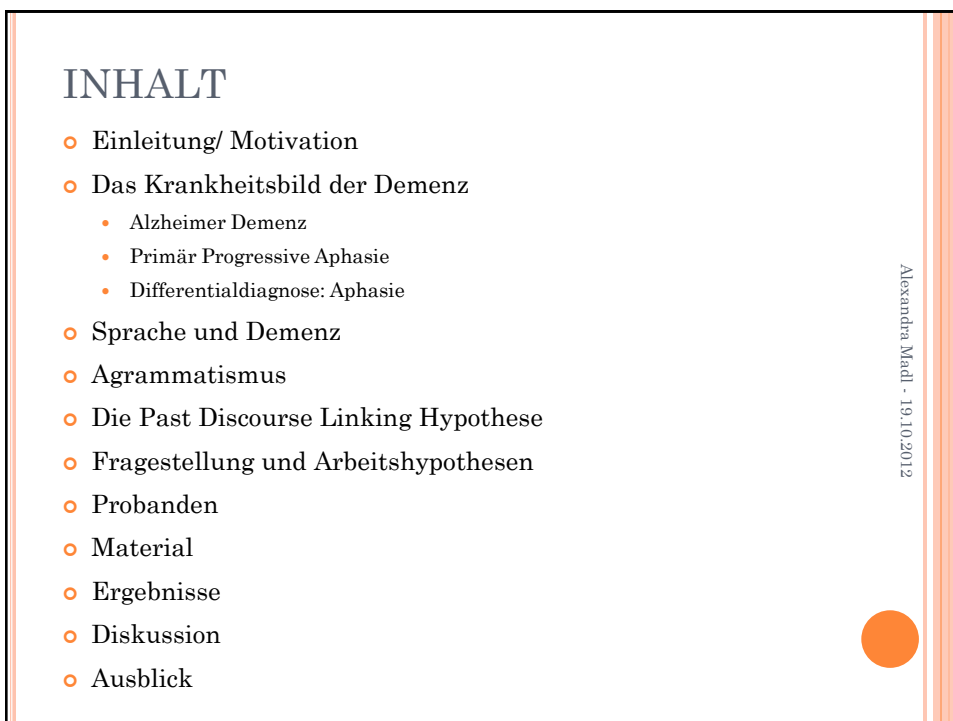 INHALT
Einleitung/ Motivation
Das Krankheitsbild der Demenz
Alzheimer Demenz
Primär Progressive Aphasie
Differentialdiagnose: Aphasie
Sprache und Demenz
Agrammatismus
Die Past Discourse Linking Hypothese
Fragestellung und Arbeitshypothesen
Probanden
Material
Ergebnisse
Diskussion
Ausblick
Alexandra Madl - 19.10.2012